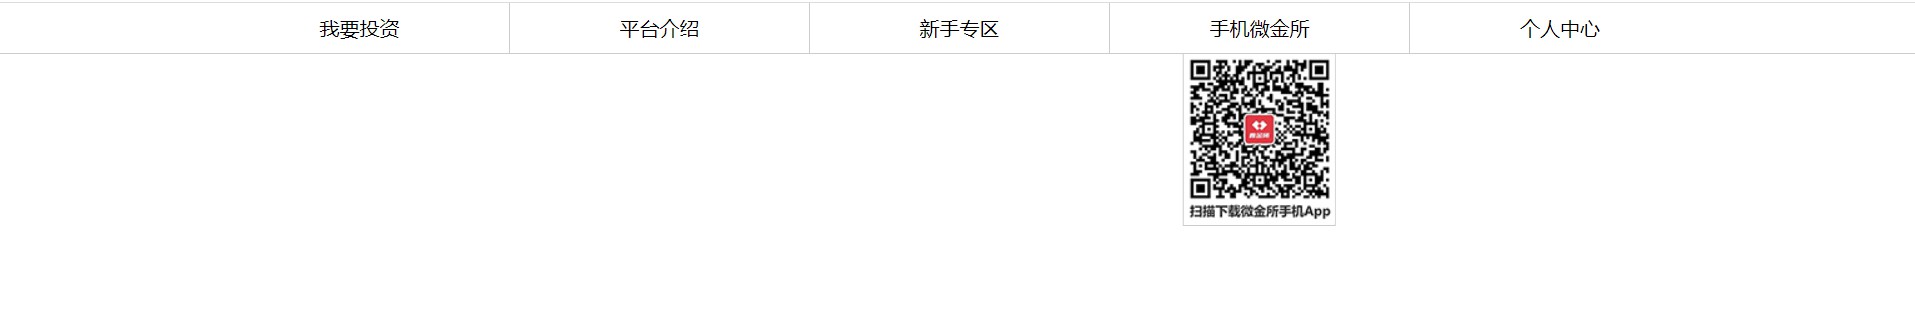 我要投资
平台介绍
新手专区
手机微金所
个人中心
扫描下载微金所手机App